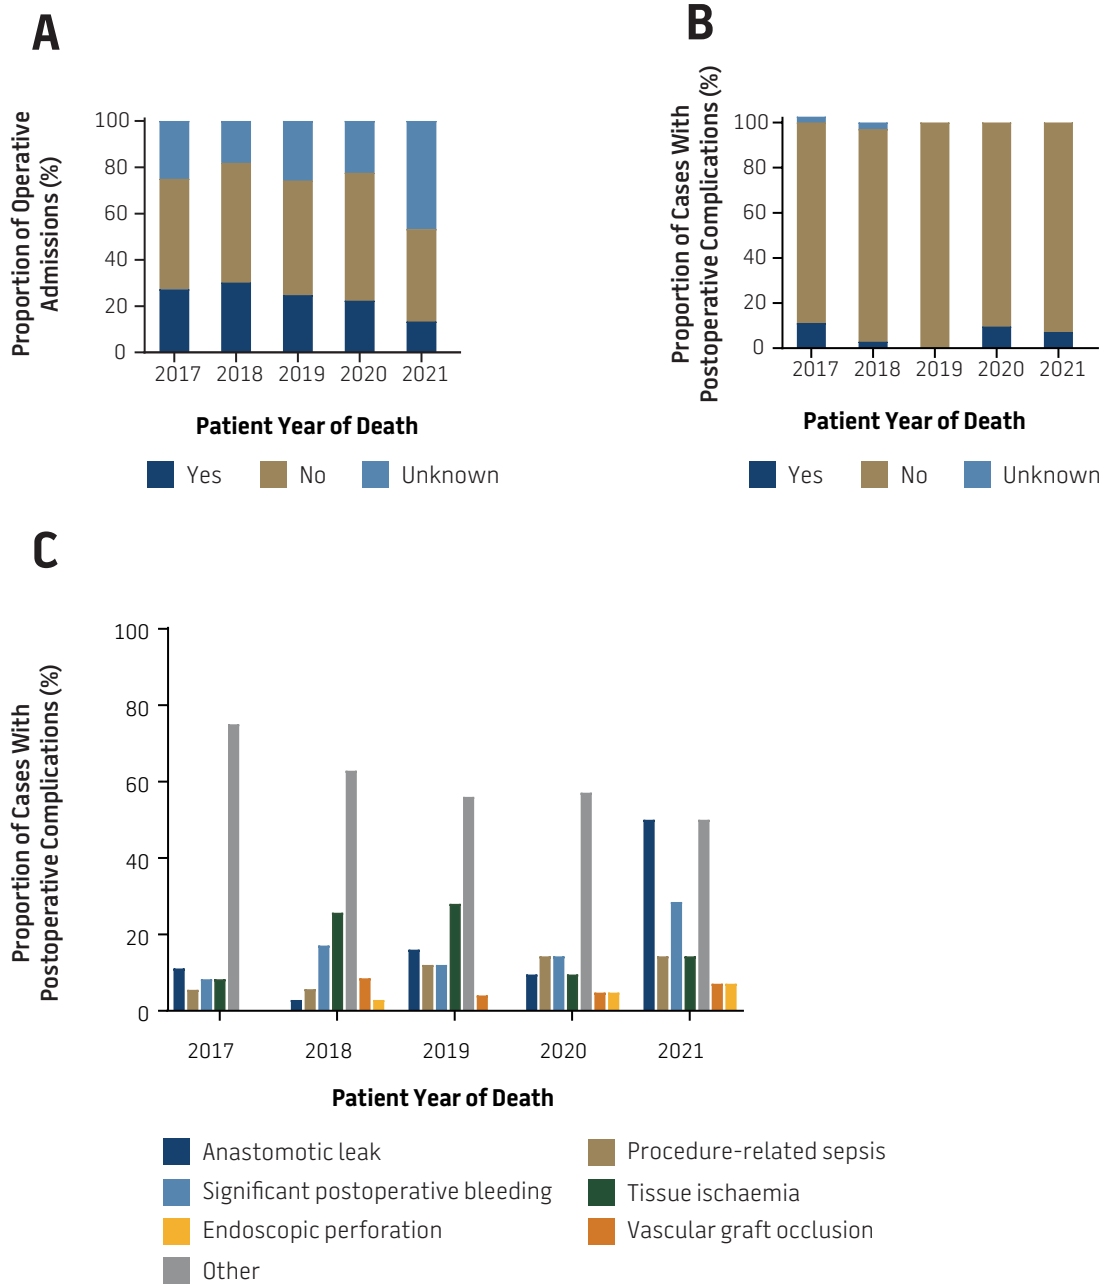 A
Proportion of Operative
Admissions (%)
100
80
60
40
20
0
2017 2018 2019 2020 2021
Patient Year of Death
Yes No Unknown
B
Proportion of Cases With
Postoperative Complications (%)
100
80
60
40
20
0
2017 2018 2019 2020 2021
Patient Year of Death
Yes No Unknown
C
Proportion of Cases With
Postoperative Complications (%)
100
80
60
40
20
0
2017 2018 2019 2020 2021
Patient Year of Death
Anastomotic leak
Procedure-related sepsis
Significant postoperative bleeding
Tissue ischaemia
Endoscopic perforation
Vascular graft occlusion
Other